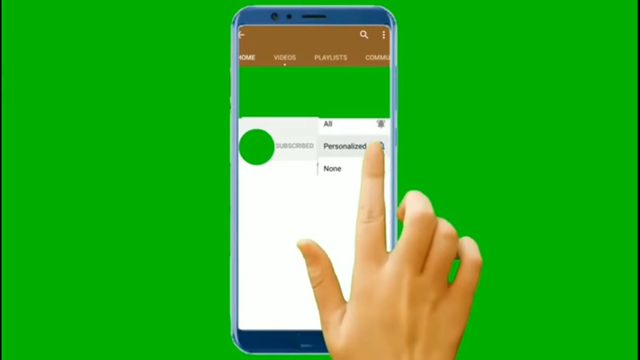 HOME VIDEOS PLAYLISTS COMMU
All
SUBSCRIBED Personalized
None